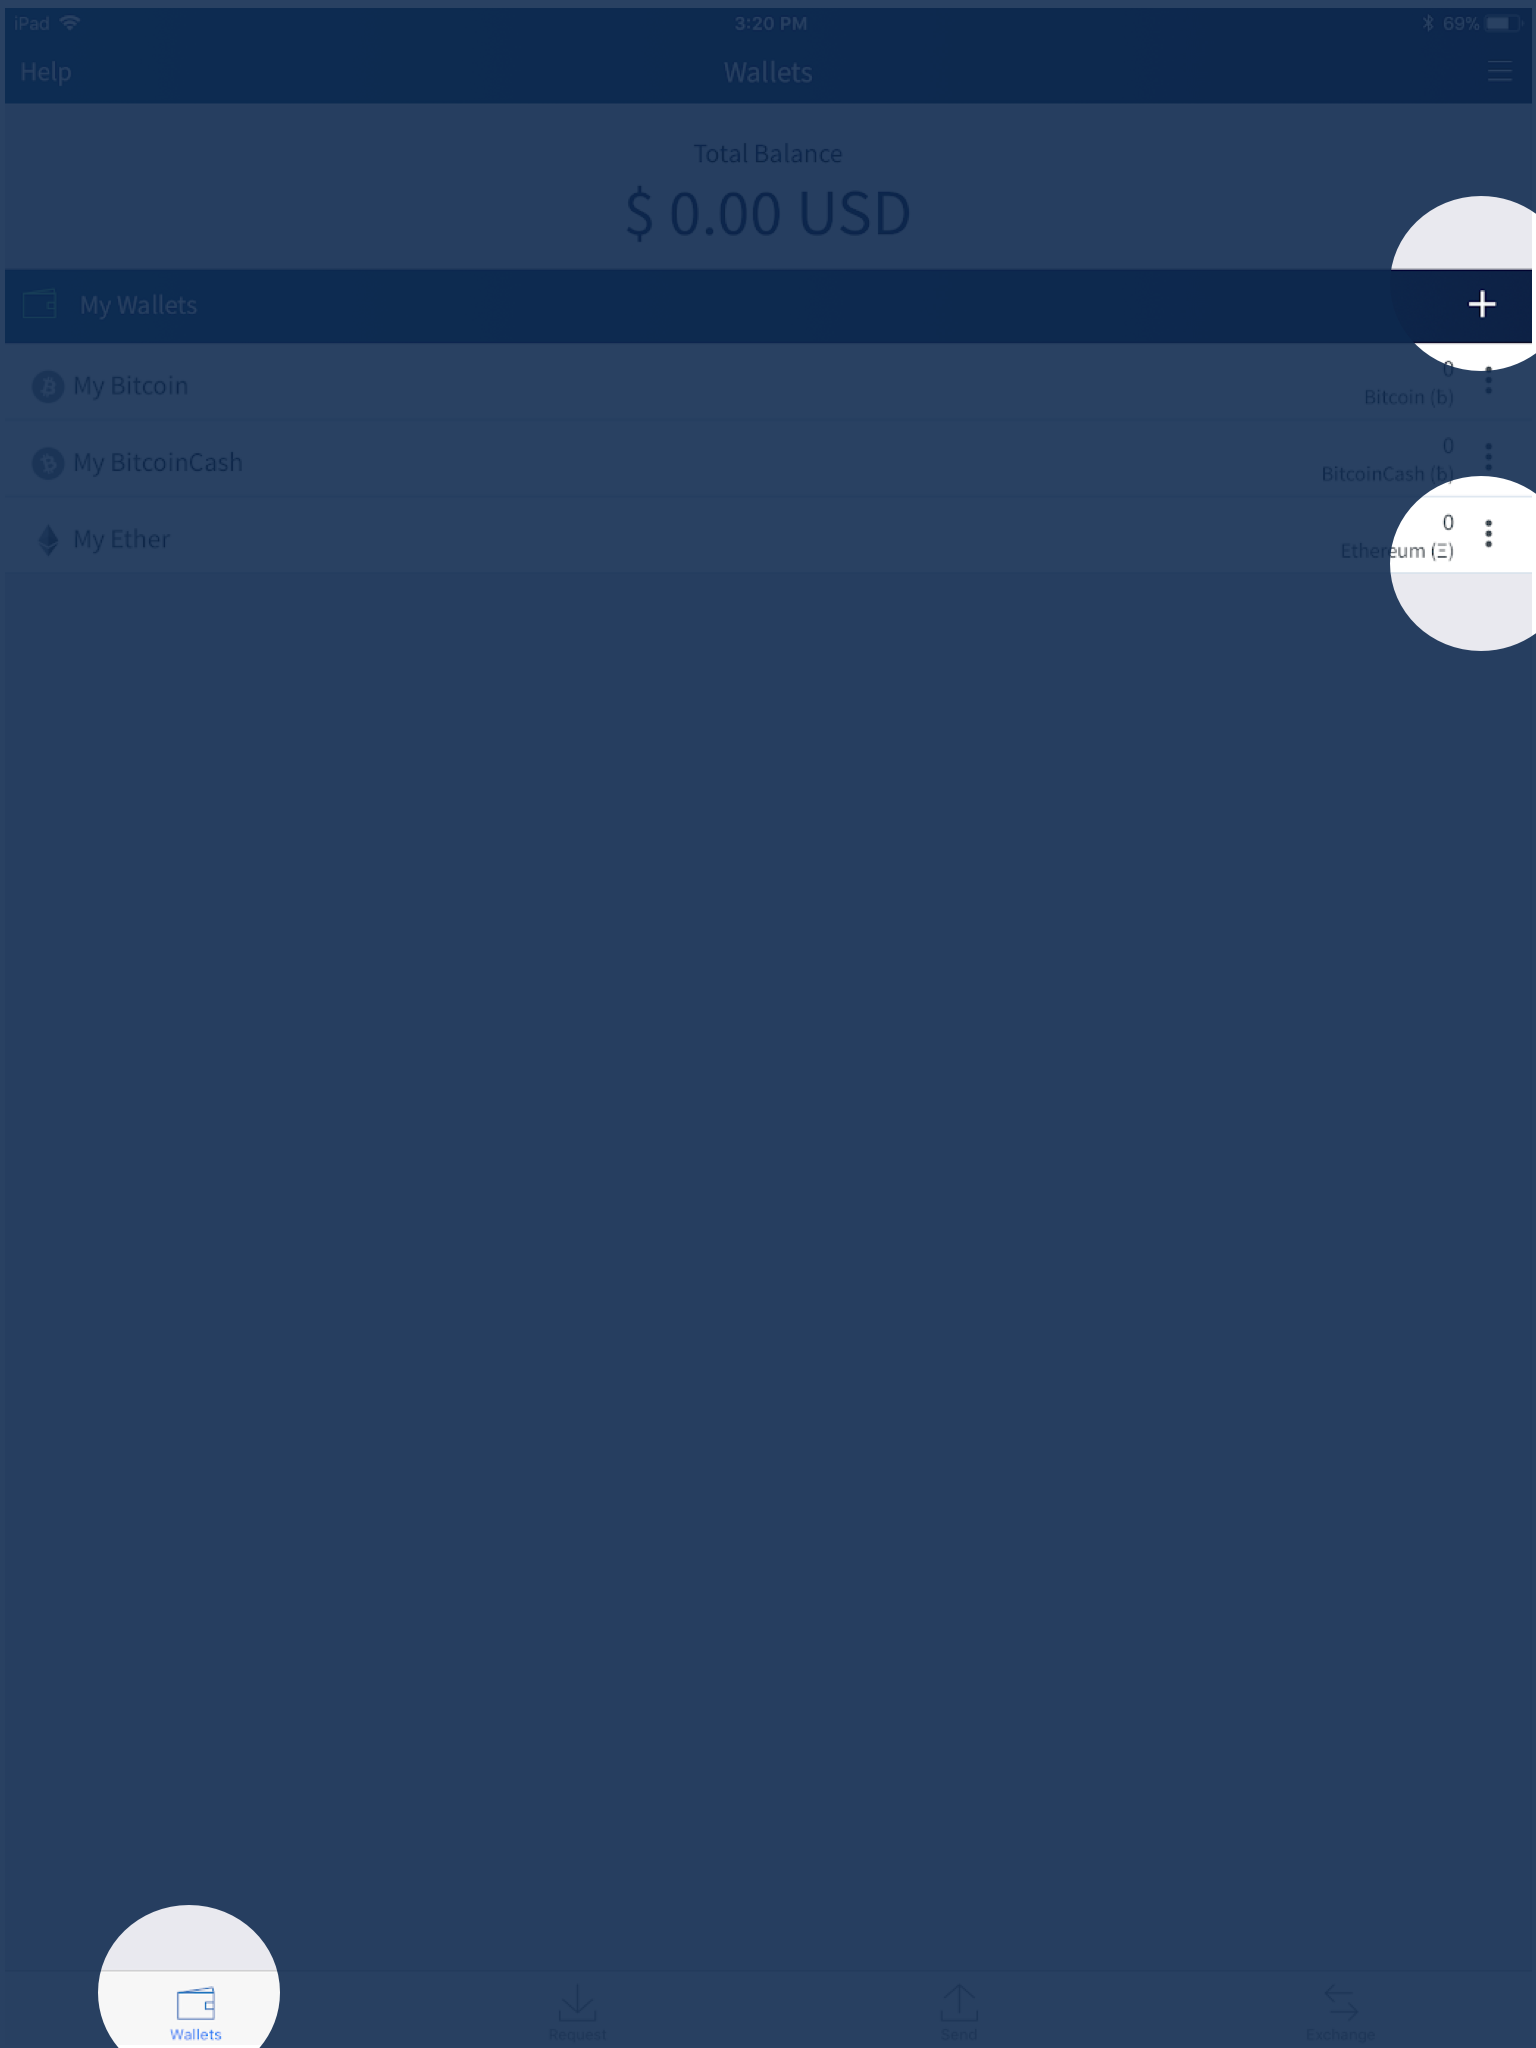 iPad 3:20 PM 69%
Help Wallets
Total Balance
$ 0.00 USD
My Wallets
My Bitcoin
0
Bitcoin (b)
My BitcoinCash
0
BitcoinCash (b)
My Ether
0
Ethereum (Ξ)
Wallets Request Send Exchange